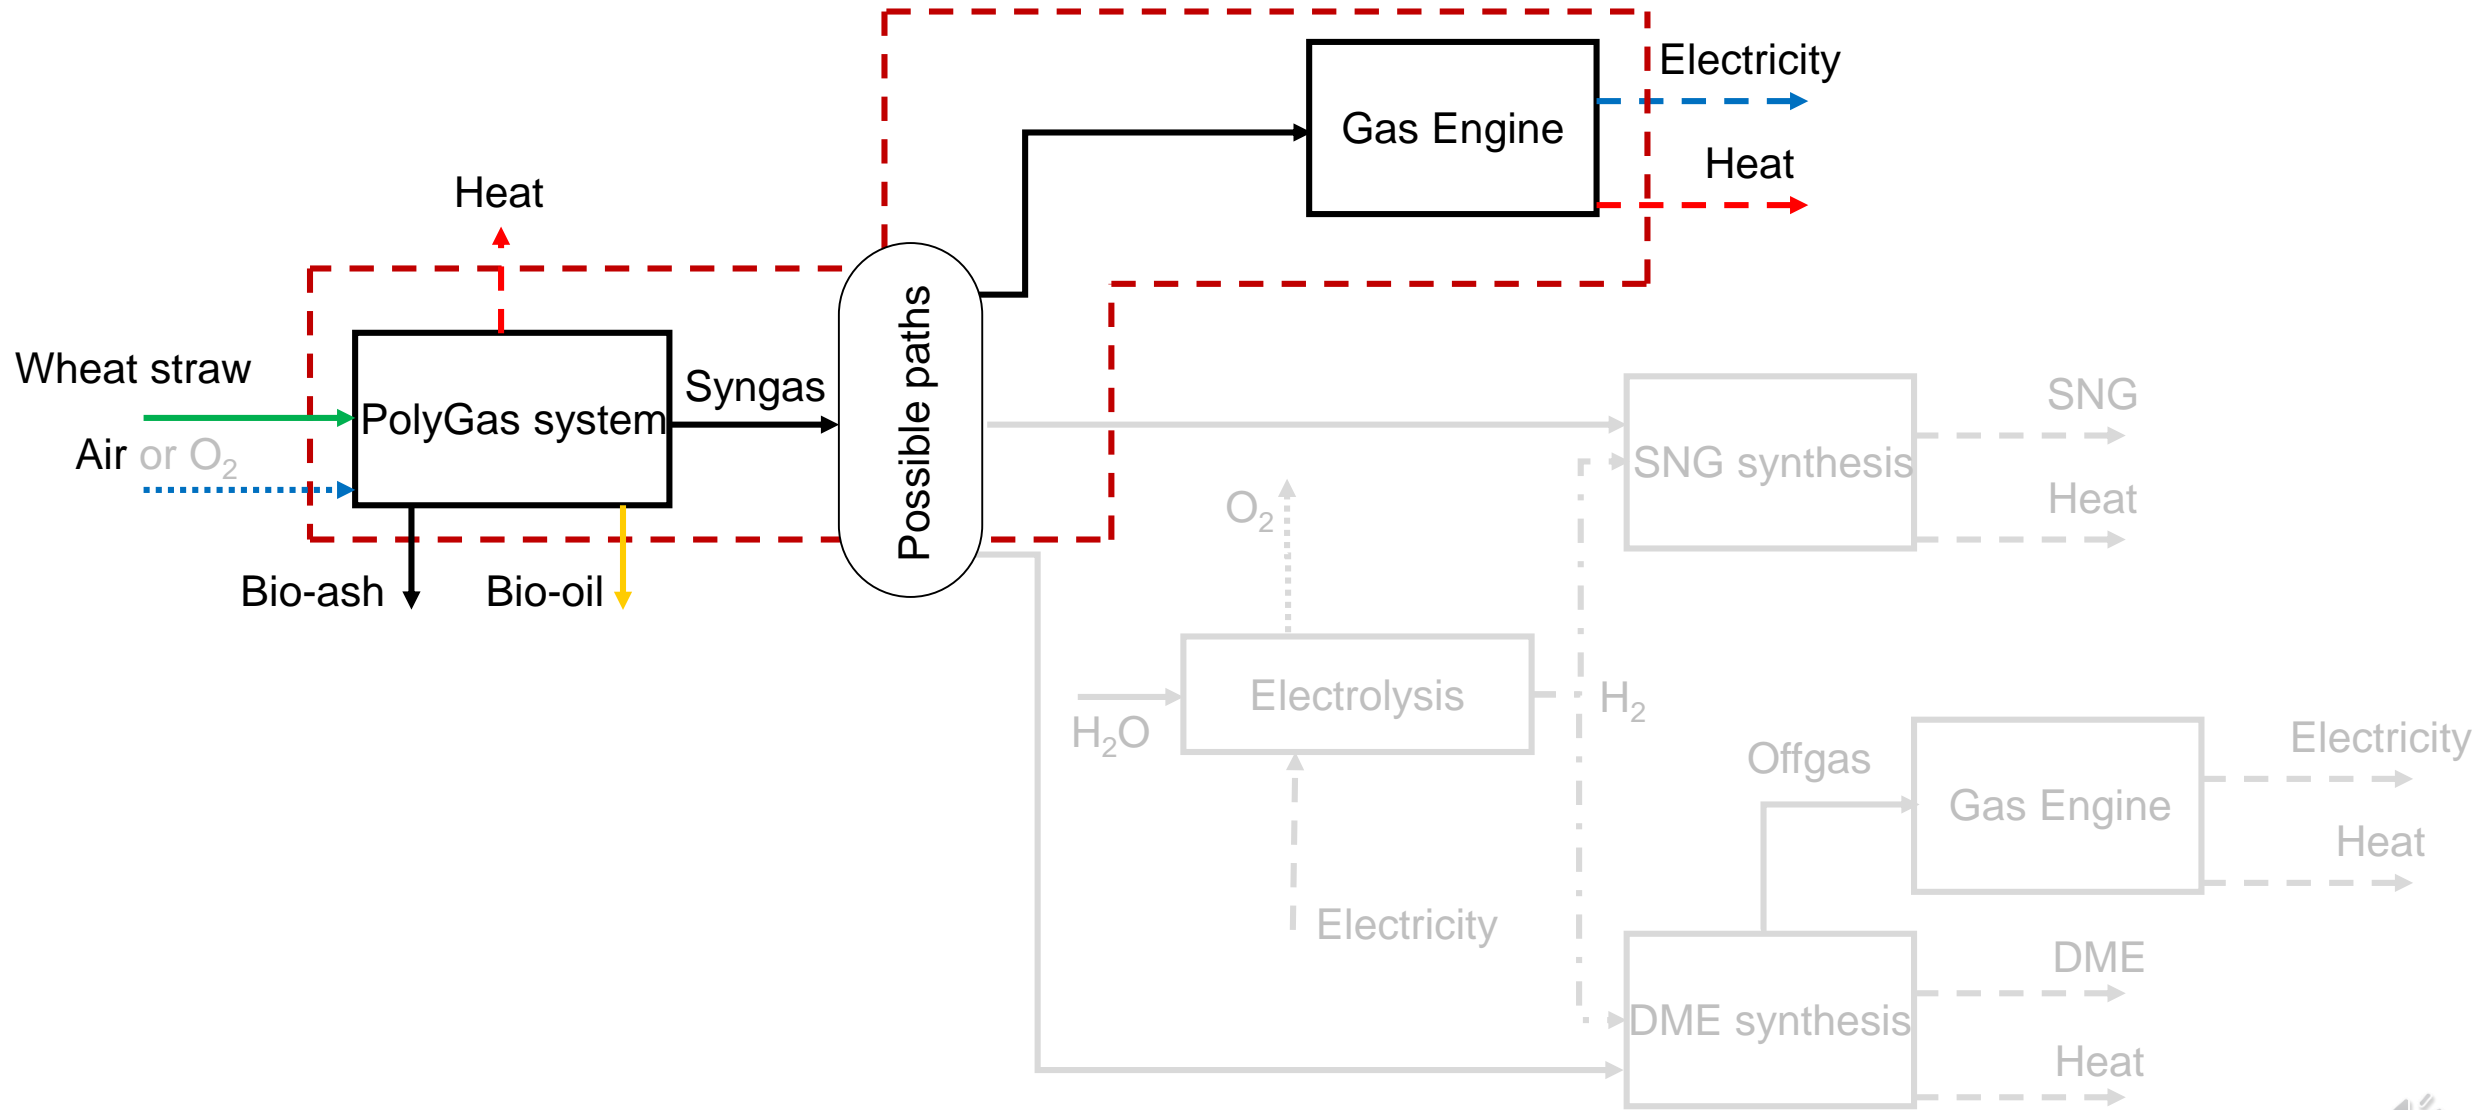 Electricity
Gas Engine
Heat
Heat
Wheat straw
Syngas
PolyGas system
Air or O2
Possible paths
Bio-ash
Bio-oil
SNG
SNG synthesis
Heat
O2
Electrolysis
H2
H2O
Offgas
Electricity
Gas Engine
Heat
Electricity
DME
DME synthesis
Heat